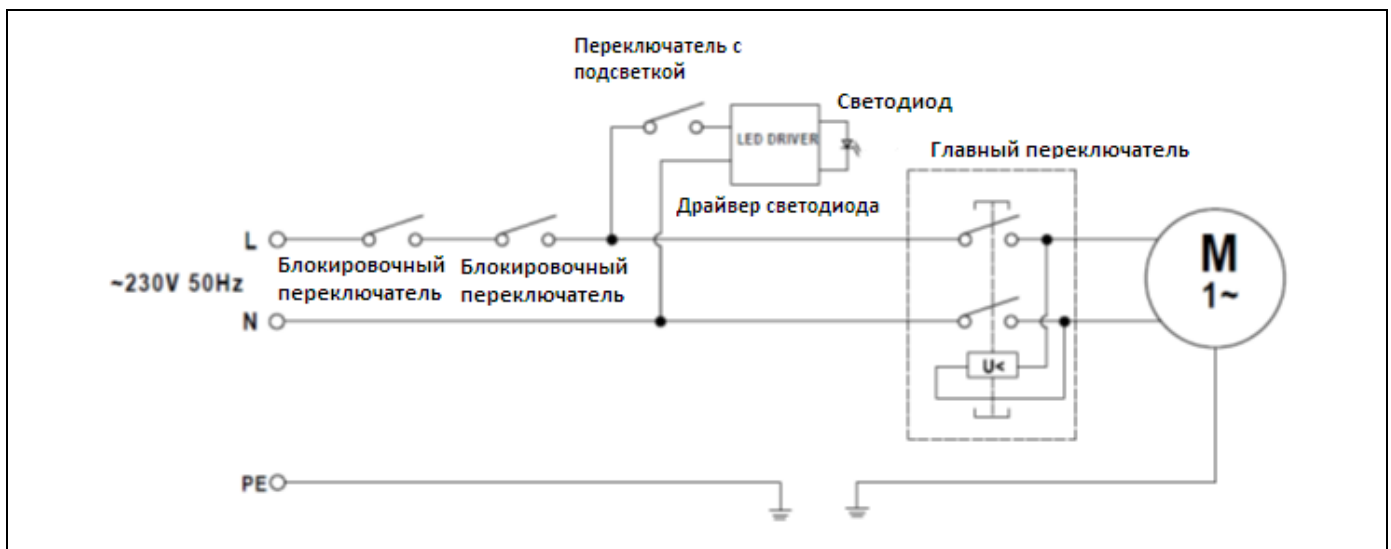 Переключатель с
подсветкой
Светодиод
LED DRIVER
Главный переключатель
Драйвер светодиода
L
Блокировочный
переключатель
Блокировочный
переключатель
~230V 50Hz
N
M
1~
U<
PE